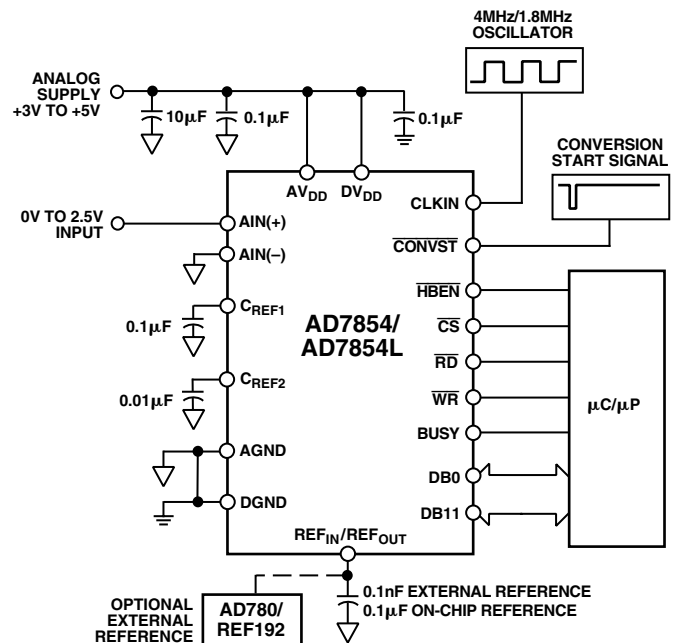 4MHz/1.8MHz
OSCILLATOR
ANALOG
SUPPLY
+3V TO +5V
10μF
0.1μF
0.1μF
CONVERSION
START SIGNAL
AVDD
DVDD
CLKIN
0V TO 2.5V
INPUT
AIN(+)
CONVST
AIN(–)
HBEN
CREF1
0.1μF
AD7854/
AD7854L
CS
RD
CREF2
0.01μF
WR
μC/μP
BUSY
AGND
DB0
DGND
DB11
REFIN/REFOUT
OPTIONAL
EXTERNAL
REFERENCE
AD780/
REF192
0.1nF EXTERNAL REFERENCE
0.1μF ON-CHIP REFERENCE